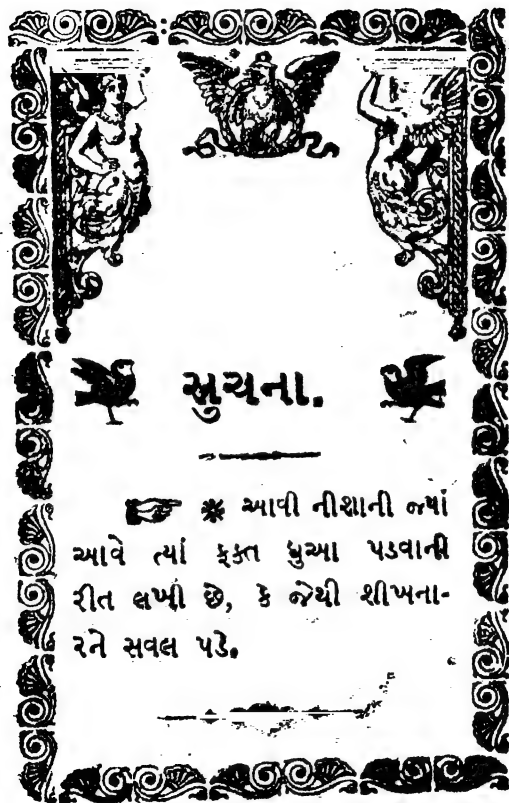 સુચના.
☞ * આવી નીશાની જ્યાં
આવે ત્યાં ફક્ત ધ્રુઆ પડવાની
રીત લખી છે, કે જેથી શીખના-
રને સવલ પડે.